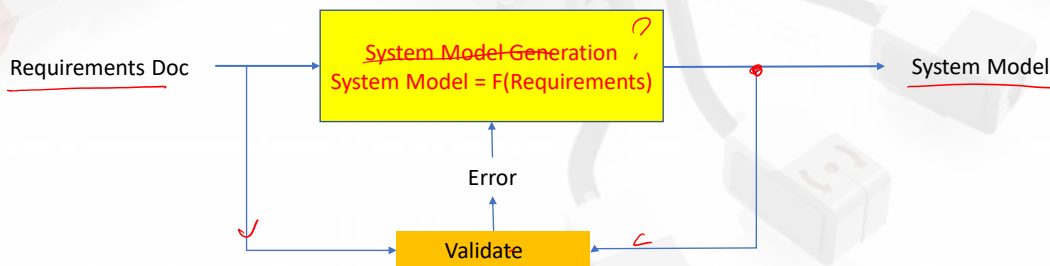 System Model Generation ?
Requirements Doc
System Model = F(Requirements)
System Model
Error
Validate